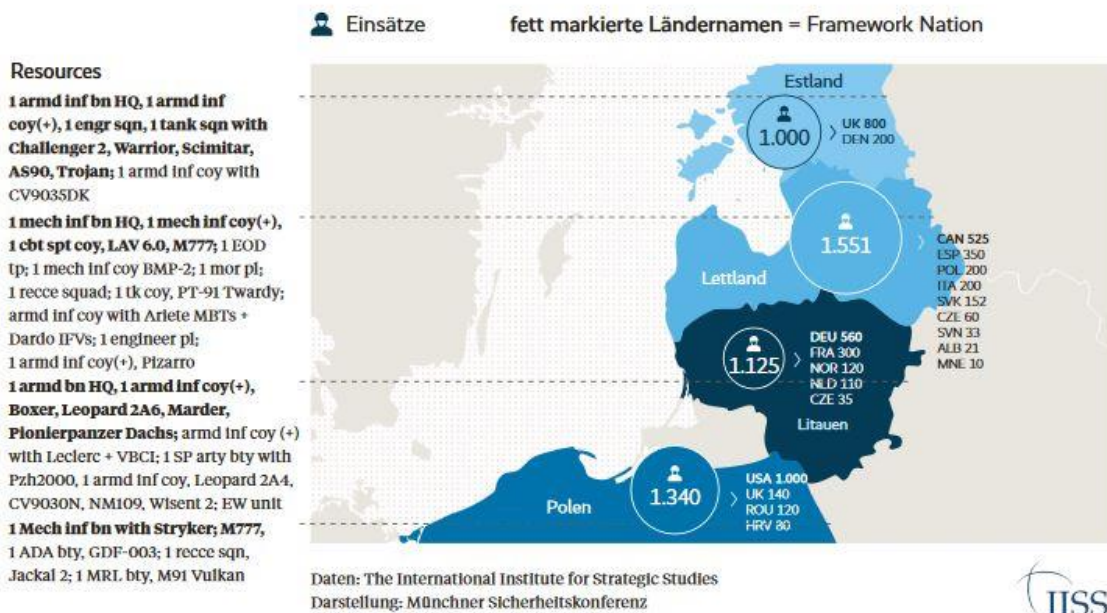 Einsätze
fett markierte Ländernamen = Framework Nation
Resources
1 armd inf bn HQ, 1 armd inf
coy(+), 1 engr sqn, 1 tank sqn with
Challenger 2, Warrior, Scimitar,
AS90, Trojan; 1 armd inf coy with
CV9035DK
1 mech inf bn HQ, 1 mech inf coy(+),
1 cbt spt coy, LAV 6.0, M777; 1 EOD
tp; 1 mech inf coy BMP-2; 1 mor pl;
1 recce squad; 1 tk coy, PT-91 Twardy;
armd inf coy with Ariete MBTs +
Dardo IFVs; 1 engineer pl;
1 armd inf coy(+), Pizarro
1 armd bn HQ, 1 armd inf coy(+),
Boxer, Leopard 2A6, Marder,
Pionierpanzer Dachs; armd inf coy (+)
with Leclerc + VBCI; 1 SP arty bty with
Pzh2000, 1 armd inf coy, Leopard 2A4,
CV9030N, NM109, Wisent 2; EW unit
1 Mech inf bn with Stryker; M777,
1 ADA bty, GDF-003; 1 recce sqn,
Jackal 2; 1 MRL bty, M91 Vulkan
Estland
1.000
UK 800
DEN 200
Lettland
1.551
CAN 525
ESP 350
POL 200
ITA 200
SVK 152
CZE 60
SVN 33
ALB 21
MNE 10
1.125
DEU 560
FRA 300
NOR 120
NLD 110
CZE 35
Litauen
Polen
1.340
USA 1.000
UK 140
ROU 120
HRV 80
Daten: The International Institute for Strategic Studies
Darstellung: Münchner Sicherheitskonferenz
IISS